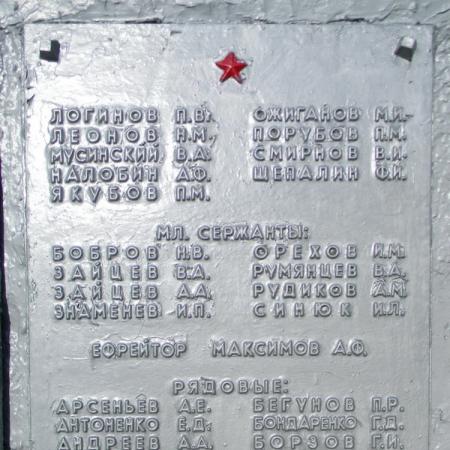 ЛОГИНОВ П.В. ОЖИГАНОВ М.И.
ЛЕОНОВ Н.М. ПОРУБОВ П.М.
МУСИНСКИЙ В.А. СМИРНОВ В.И.
НАЛОБИН А.Ф. ЩЕПАЛИН Ф.И.
ЯКУБОВ П.М.
МЛ. СЕРЖАНТЫ:
БОБРОВ Н.В. ОРЕХОВ И.М.
ЗАЙЦЕВ В.А. РУМЯНЦЕВ В.А.
ЗАЙЦЕВ А.А. РУДИКОВ А.М.
ЗНАМЕНЕВ И.П. СИНЮК И.Л.
ЕФРЕЙТОР МАКСИМОВ А.Ф.
РЯДОВЫЕ:
АРСЕНЬЕВ А.Е. БЕГУНОВ П.Р.
АНТОНЕНКО Е.Д. БОНДАРЕНКО Г.Д.
АНДРЕЕВ А.А. БОРЗОВ Г.И.